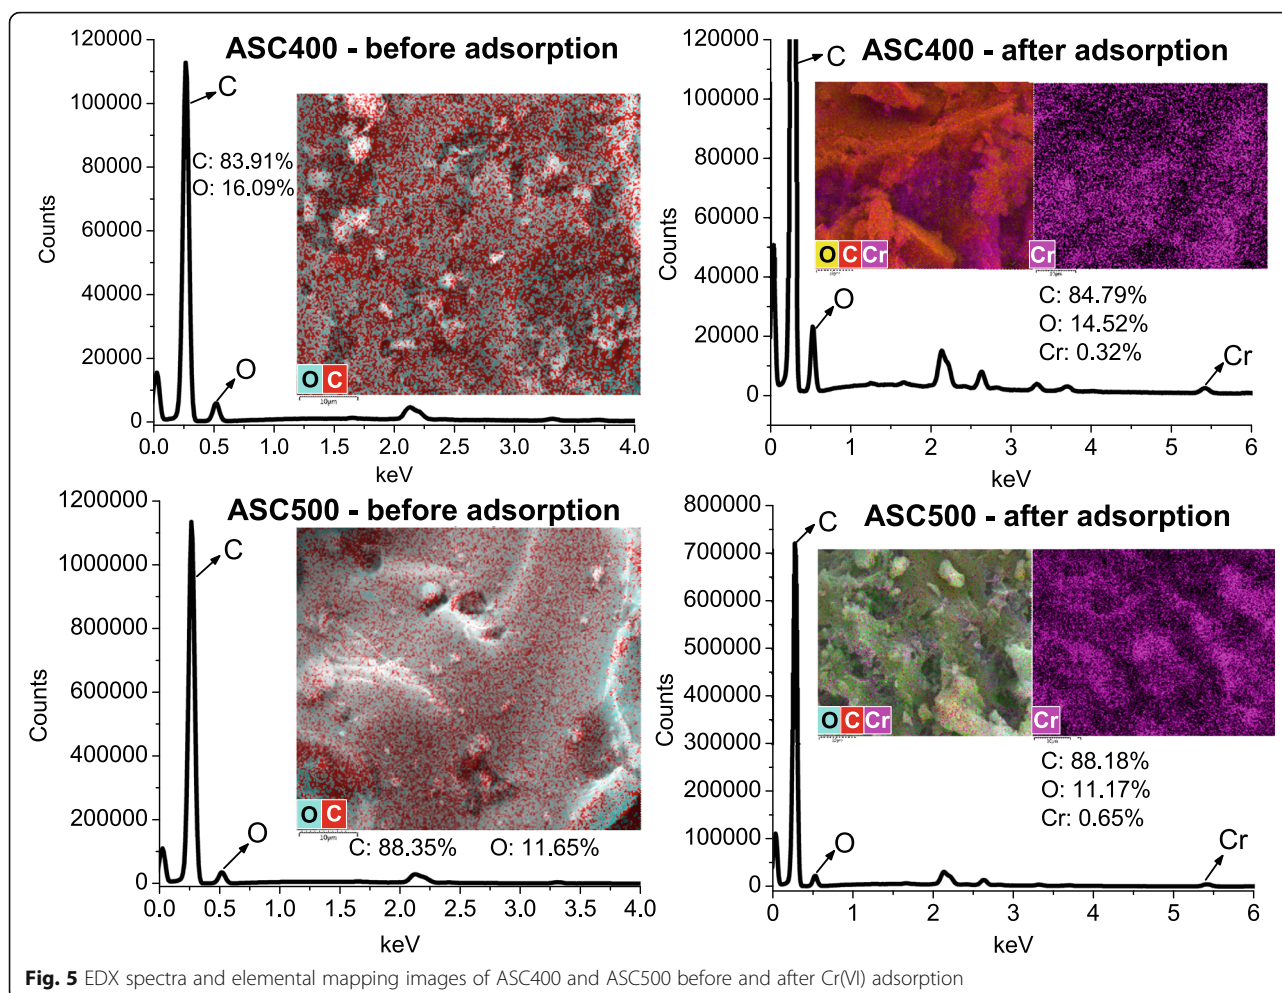 ASC400 - before adsorption
120000
100000
80000
60000
40000
20000
0
Counts
C
C: 83.91%
O: 16.09%
O
O C
10μm
0.0 0.5 1.0 1.5 2.0 2.5 3.0 3.5 4.0
keV
ASC400 - after adsorption
120000
100000
80000
60000
40000
20000
0
Counts
C
O C Cr
Cr
C: 84.79%
O: 14.52%
Cr: 0.32%
O
Cr
1 2 3 4 5 6
keV
ASC500 - before adsorption
1200000
1000000
800000
600000
400000
200000
0
Counts
C
O
O C
10μm
C: 88.35% O: 11.65%
0.0 0.5 1.0 1.5 2.0 2.5 3.0 3.5 4.0
keV
ASC500 - after adsorption
800000
700000
600000
500000
400000
300000
200000
100000
0
Counts
C
O C Cr
Cr
C: 88.18%
O: 11.17%
Cr: 0.65%
O
Cr
0 1 2 3 4 5 6
keV
Fig. 5 EDX spectra and elemental mapping images of ASC400 and ASC500 before and after Cr(VI) adsorption